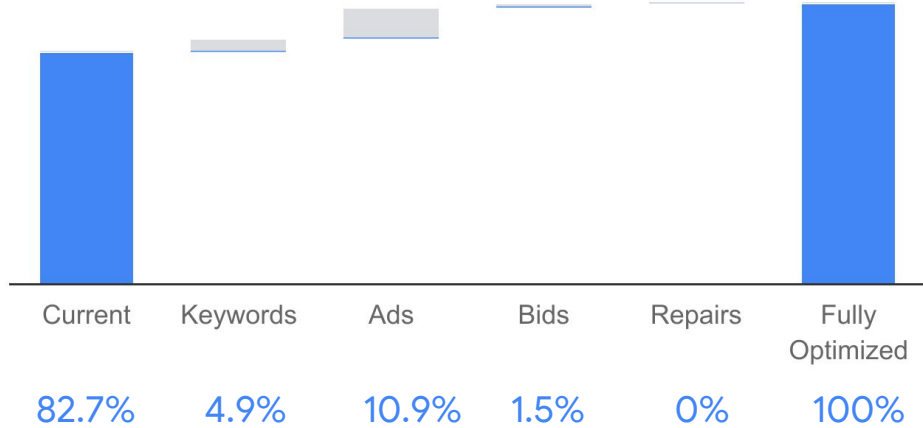 Current Keywords Ads Bids Repairs Fully
Optimized
82.7% 4.9% 10.9% 1.5% 0% 100%